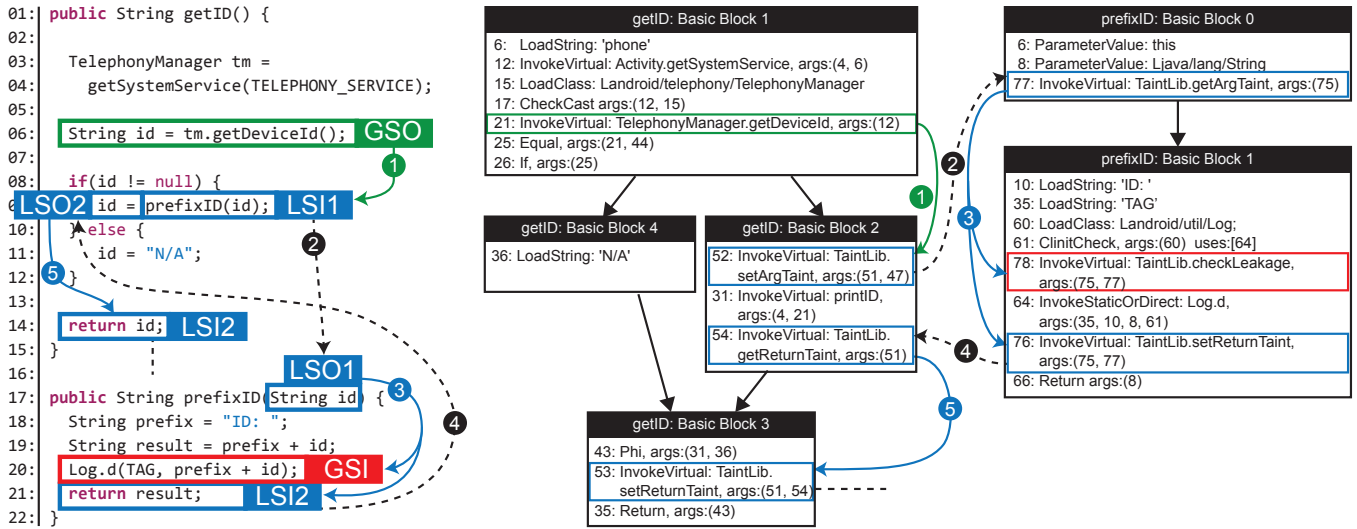 01: public String getID() {
02:
03: TelephonyManager tm =
04: getSystemService(TELEPHONY_SERVICE);
05:
06: String id = tm.getDeviceId(); GSO
07:
1
08: if(id != null) {
LSO2 id = prefixID(id); LSI1
10: } else {
2
11: id = "N/A";
5
12: }
13:
14: return id; LSI2
15: }
16:
LSO1
17: public String prefixID(String id) {
3
18: String prefix = "ID: ";
4
19: String result = prefix + id;
20: Log.d(TAG, prefix + id); GSI
21: return result; LSI2
22: }
getID: Basic Block 1
6: LoadString: 'phone'
12: InvokeVirtual: Activity.getSystemService, args:(4, 6)
15: LoadClass: Landroid/telephony/TelephonyManager
17: CheckCast args:(12, 15)
21: InvokeVirtual: TelephonyManager.getDeviceId, args:(12)
25: Equal, args:(21, 44)
26: If, args:(25)
1
2
getID: Basic Block 4
36: LoadString: 'N/A'
getID: Basic Block 2
52: InvokeVirtual: TaintLib.
setArgTaint, args:(51, 47)
31: InvokeVirtual: printID,
args:(4, 21)
54: InvokeVirtual: TaintLib.
getReturnTaint, args:(51)
4
5
getID: Basic Block 3
43: Phi, args:(31, 36)
53: InvokeVirtual: TaintLib.
setReturnTaint, args:(51, 54)
35: Return, args:(43)
prefixID: Basic Block 0
6: ParameterValue: this
8: ParameterValue: Ljava/lang/String
77: InvokeVirtual: TaintLib.getArgTaint, args:(75)
3
prefixID: Basic Block 1
10: LoadString: 'ID: '
35: LoadString: 'TAG'
60: LoadClass: Landroid/util/Log;
61: ClinitCheck, args:(60) uses:[64]
78: InvokeVirtual: TaintLib.checkLeakage,
args:(75, 77)
64: InvokeStaticOrDirect: Log.d,
args:(35, 10, 8, 61)
76: InvokeVirtual: TaintLib.setReturnTaint,
args:(75, 77)
66: Return args:(8)